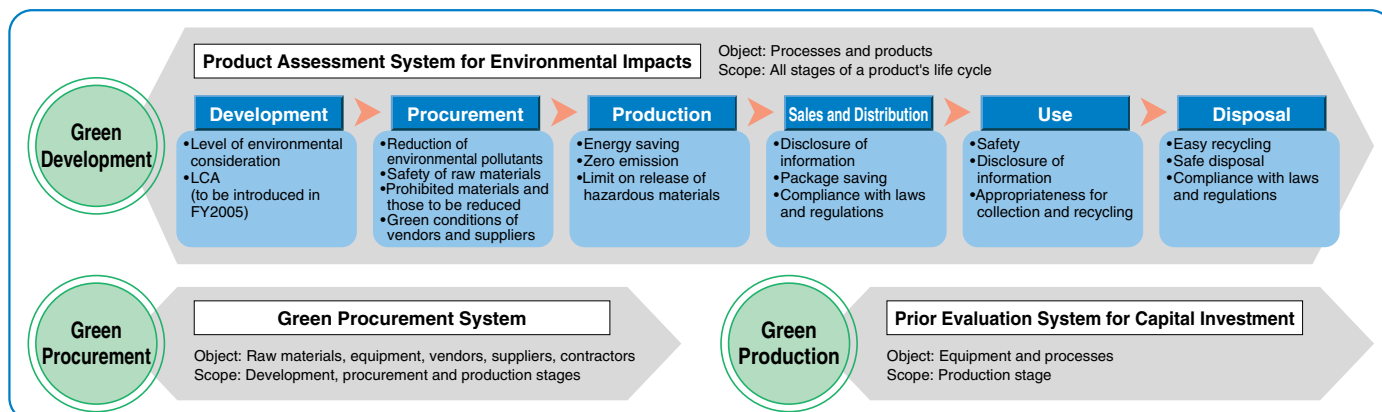 Green
Development
Product Assessment System for Environmental Impacts
Object: Processes and products
Scope: All stages of a product's life cycle
Development
•Level of environmental
consideration
•LCA
(to be introduced in
FY2005)
Procurement
•Reduction of
environmental pollutants
•Safety of raw materials
•Prohibited materials and
those to be reduced
•Green conditions of
vendors and suppliers
Production
•Energy saving
•Zero emission
•Limit on release of
hazardous materials
Sales and Distribution
•Disclosure of
information
•Package saving
•Compliance with laws
and regulations
Use
•Safety
•Disclosure of
information
•Appropriateness for
collection and recycling
Disposal
•Easy recycling
•Safe disposal
•Compliance with laws
and regulations
Green
Procurement
Green Procurement System
Object: Raw materials, equipment, vendors, suppliers, contractors
Scope: Development, procurement and production stages
Green
Production
Prior Evaluation System for Capital Investment
Object: Equipment and processes
Scope: Production stage